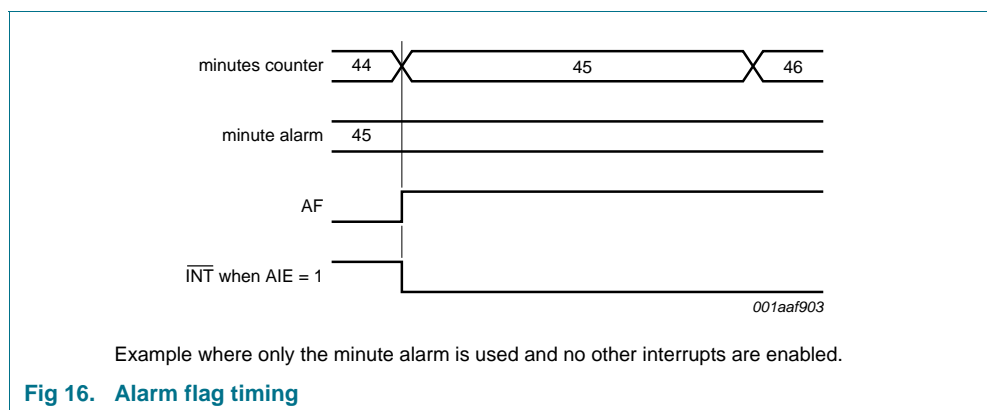 minutes counter 44 45 46
minute alarm 45
AF
INT when AIE = 1
001aaf903
Example where only the minute alarm is used and no other interrupts are enabled.
Fig 16. Alarm flag timing